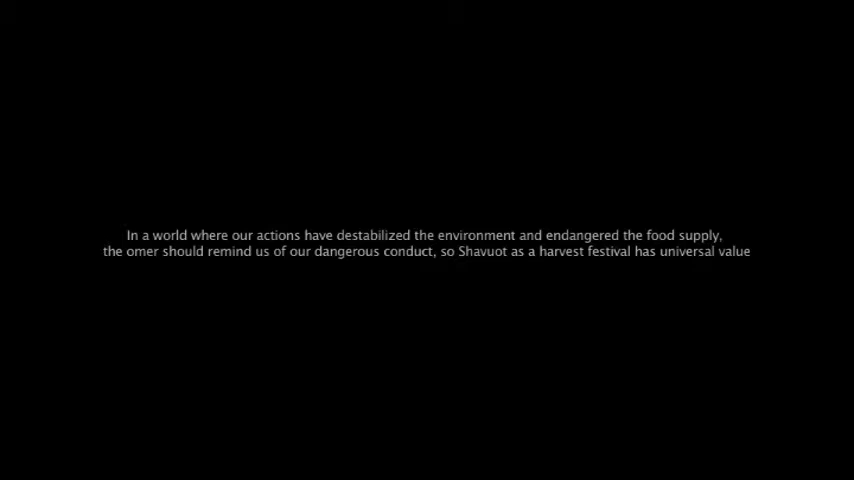 In a world where our actions have destabilized the environment and endangered the food supply,
the omer should remind us of our dangerous conduct, so Shavuot as a harvest festival has universal value